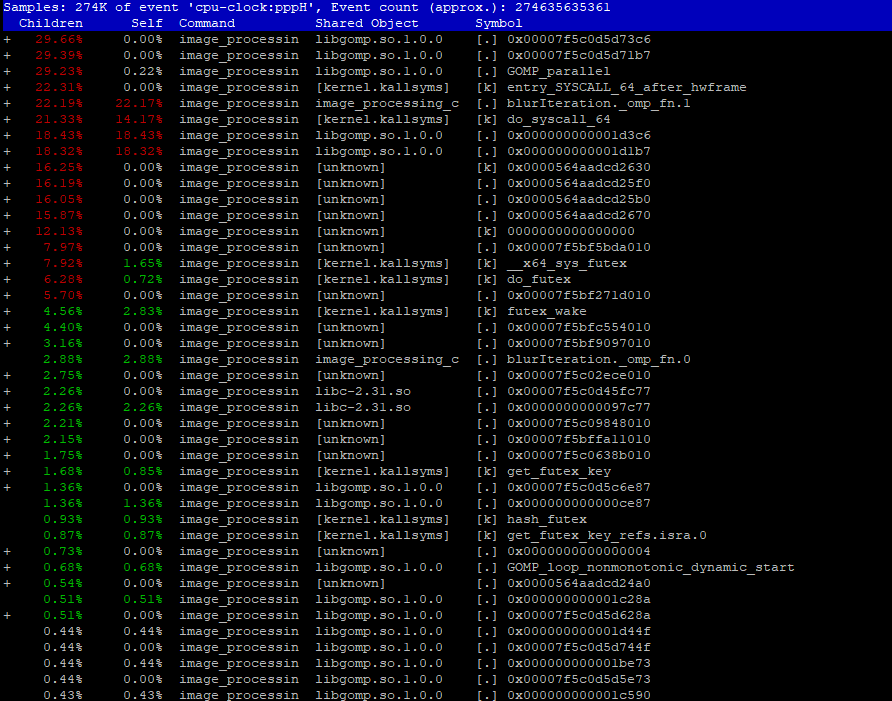 Samples: 274K of event 'cpu-clock:pppH', Event count (approx.): 274635635361
Children Self Command Shared Object Symbol
+ 29.66% 0.00% image_processin libgomp.so.1.0.0 [.] 0x00007f5c0d5d73c6
+ 29.39% 0.00% image_processin libgomp.so.1.0.0 [.] 0x00007f5c0d5d71b7
+ 29.23% 0.22% image_processin libgomp.so.1.0.0 [.] GOMP_parallel
+ 22.31% 0.00% image_processin [kernel.kallsyms] [k] entry_SYSCALL_64_after_hwframe
+ 22.19% 22.17% image_processin image_processing_c [.] blurIteration._omp_fn.1
+ 21.33% 14.17% image_processin [kernel.kallsyms] [k] do_syscall_64
+ 18.43% 18.43% image_processin libgomp.so.1.0.0 [.] 0x000000000001d3c6
+ 18.32% 18.32% image_processin libgomp.so.1.0.0 [.] 0x000000000001d1b7
+ 16.25% 0.00% image_processin [unknown] [k] 0x0000564aadcd2630
+ 16.19% 0.00% image_processin [unknown] [.] 0x0000564aadcd25f0
+ 16.05% 0.00% image_processin [unknown] [k] 0x0000564aadcd25b0
+ 15.87% 0.00% image_processin [unknown] [.] 0x0000564aadcd2670
+ 12.13% 0.00% image_processin [unknown] [k] 0000000000000000
+ 7.97% 0.00% image_processin [unknown] [.] 0x00007f5bf5bda010
+ 7.92% 1.65% image_processin [kernel.kallsyms] [k] __x64_sys_futex
+ 6.28% 0.72% image_processin [kernel.kallsyms] [k] do_futex
+ 5.70% 0.00% image_processin [unknown] [.] 0x00007f5bf271d010
+ 4.56% 2.83% image_processin [kernel.kallsyms] [k] futex_wake
+ 4.40% 0.00% image_processin [unknown] [.] 0x00007f5bfc554010
+ 3.16% 0.00% image_processin [unknown] [.] 0x00007f5bf9097010
2.88% 2.88% image_processin image_processing_c [.] blurIteration._omp_fn.0
+ 2.75% 0.00% image_processin [unknown] [.] 0x00007f5c02ece010
+ 2.26% 0.00% image_processin libc-2.31.so [.] 0x00007f5c0d45fc77
+ 2.26% 2.26% image_processin libc-2.31.so [.] 0x0000000000097c77
+ 2.21% 0.00% image_processin [unknown] [.] 0x00007f5c09848010
+ 2.15% 0.00% image_processin [unknown] [.] 0x00007f5bffa11010
+ 1.75% 0.00% image_processin [unknown] [.] 0x00007f5c0638b010
+ 1.68% 0.85% image_processin [kernel.kallsyms] [k] get_futex_key
+ 1.36% 0.00% image_processin libgomp.so.1.0.0 [.] 0x00007f5c0d5c6e87
1.36% 1.36% image_processin libgomp.so.1.0.0 [.] 0x000000000000ce87
0.93% 0.93% image_processin [kernel.kallsyms] [k] hash_futex
0.87% 0.87% image_processin [kernel.kallsyms] [k] get_futex_key_refs.isra.0
+ 0.73% 0.00% image_processin [unknown] [.] 0x0000000000000004
+ 0.68% 0.68% image_processin libgomp.so.1.0.0 [.] GOMP_loop_nonmonotonic_dynamic_start
+ 0.54% 0.00% image_processin [unknown] [.] 0x0000564aadcd24a0
0.51% 0.51% image_processin libgomp.so.1.0.0 [.] 0x000000000001c28a
+ 0.51% 0.00% image_processin libgomp.so.1.0.0 [.] 0x00007f5c0d5d628a
0.44% 0.44% image_processin libgomp.so.1.0.0 [.] 0x000000000001d44f
0.44% 0.00% image_processin libgomp.so.1.0.0 [.] 0x00007f5c0d5d744f
0.44% 0.44% image_processin libgomp.so.1.0.0 [.] 0x000000000001be73
0.44% 0.00% image_processin libgomp.so.1.0.0 [.] 0x00007f5c0d5d5e73
0.43% 0.43% image_processin libgomp.so.1.0.0 [.] 0x000000000001c590